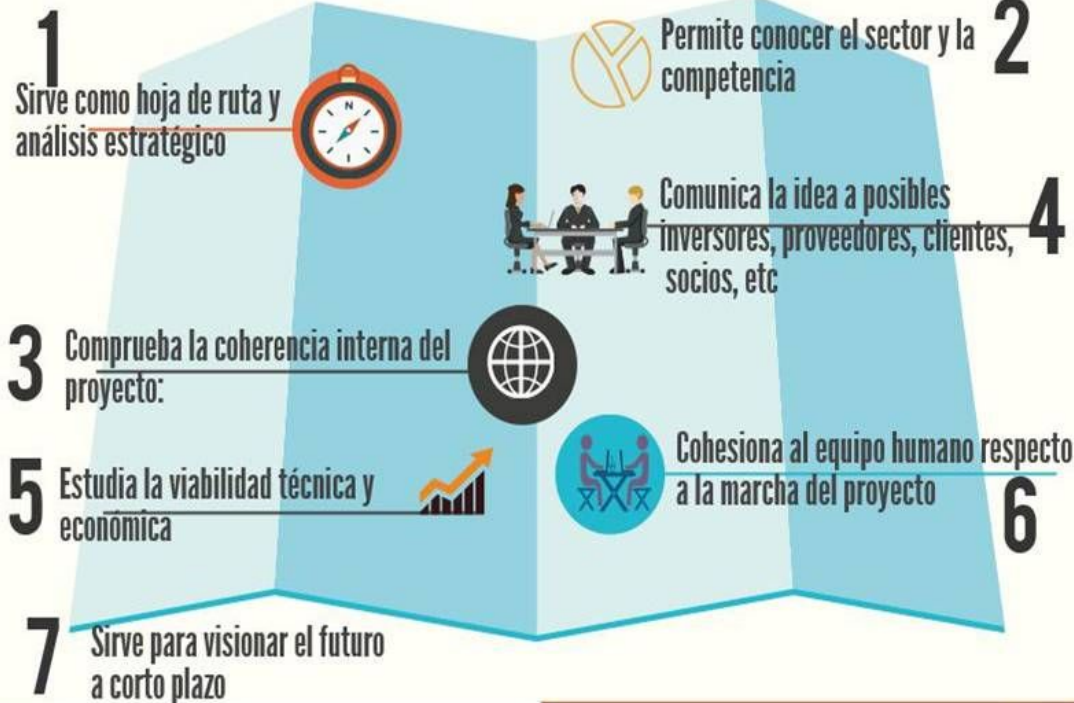 1
Sirve como hoja de ruta y
análisis estratégico
N
2
Permite conocer el sector y la
competencia
3
Comprueba la coherencia interna del
proyecto:
4
Comunica la idea a posibles
inversores, proveedores, clientes,
socios, etc
5
Estudia la viabilidad técnica y
económica
6
Cohesiona al equipo humano respecto
a la marcha del proyecto
7
Sirve para visionar el futuro
a corto plazo